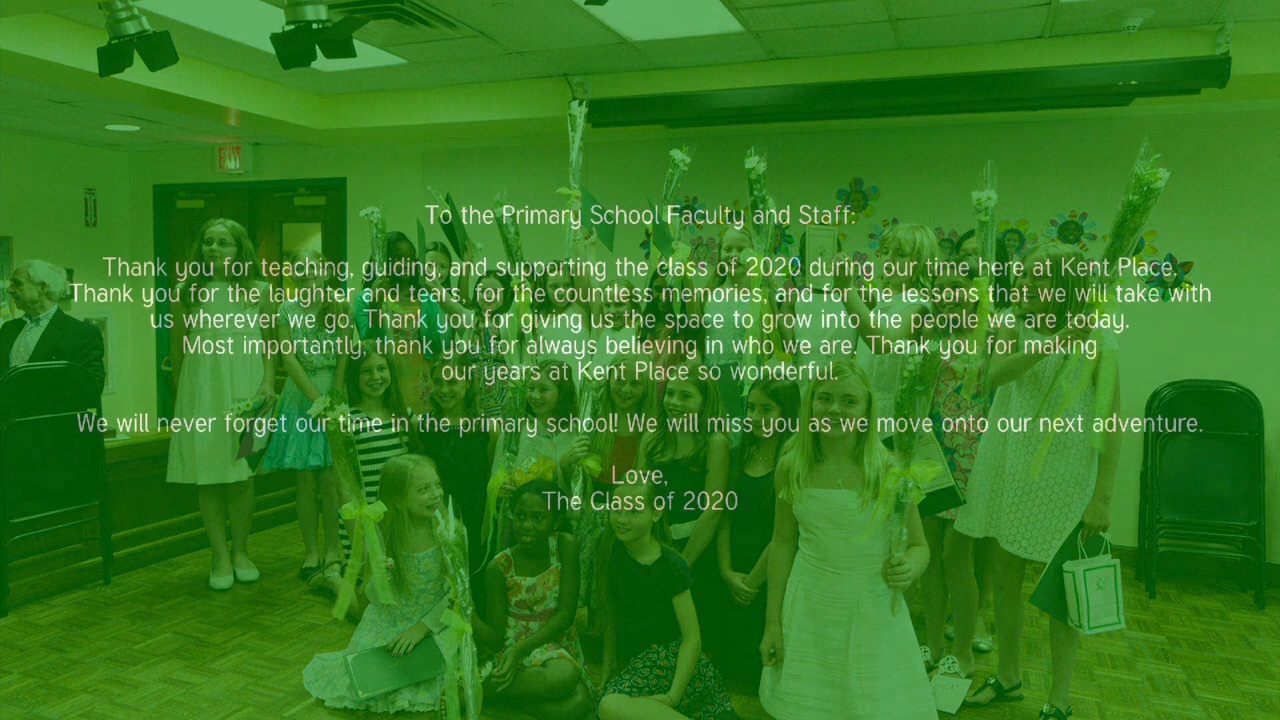 EXIT
To the Primary School Faculty and Staff:
Thank you for teaching, guiding, and supporting the class of 2020 during our time here at Kent Place.
Thank you for the laughter and tears, for the countless memories, and for the lessons that we will take with
us wherever we go. Thank you for giving us the space to grow into the people we are today.
Most importantly, thank you for always believing in who we are. Thank you for making
our years at Kent Place so wonderful.
We will never forget our time in the primary school! We will miss you as we move onto our next adventure.
Love,
The Class of 2020